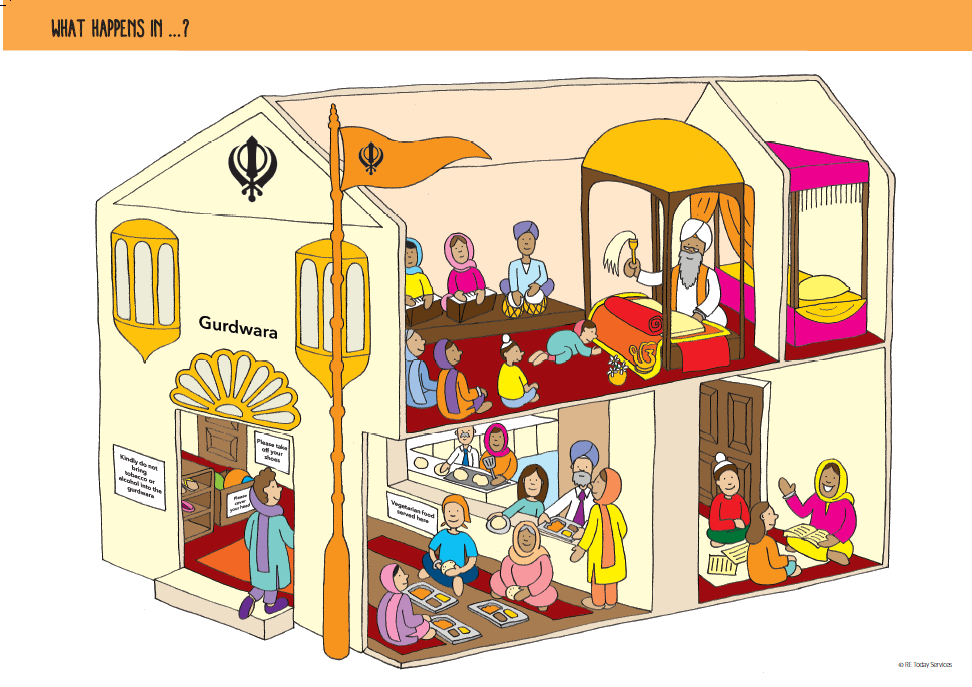 WHAT HAPPENS IN ...?
Gurdwara
Kindly do not
bring
tobacco or
alcohol into the
gurdwara
Please take
off your
shoes
Please
cover
your head
Vegetarian food
served here
ੴ
© RE Today Services